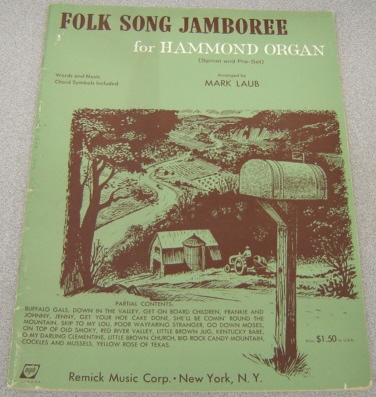 FOLK SONG JAMBOREE
for HAMMOND ORGAN
(Spinet and Pre-Set)
Words and Music
Chord Symbols Included
Arranged by
MARK LAUB
PARTIAL CONTENTS:
BUFFALO GALS, DOWN IN THE VALLEY, GET ON BOARD CHILDREN, FRANKIE AND
JOHNNY, JENNY, GET YOUR HOE CAKE DONE, SHE'LL BE COMIN' ROUND THE
MOUNTAIN, SKIP TO MY LOU, POOR WAYFARING STRANGER, GO DOWN MOSES,
ON TOP OF OLD SMOKY, RED RIVER VALLEY, LITTLE BROWN JUG, KENTUCKY BABE,
O MY DARLING CLEMENTINE, LITTLE BROWN CHURCH, BIG ROCK CANDY MOUNTAIN,
COCKLES AND MUSSELS, YELLOW ROSE OF TEXAS.
$1.50 IN U.S.A.
Remick Music Corp. • New York, N. Y.